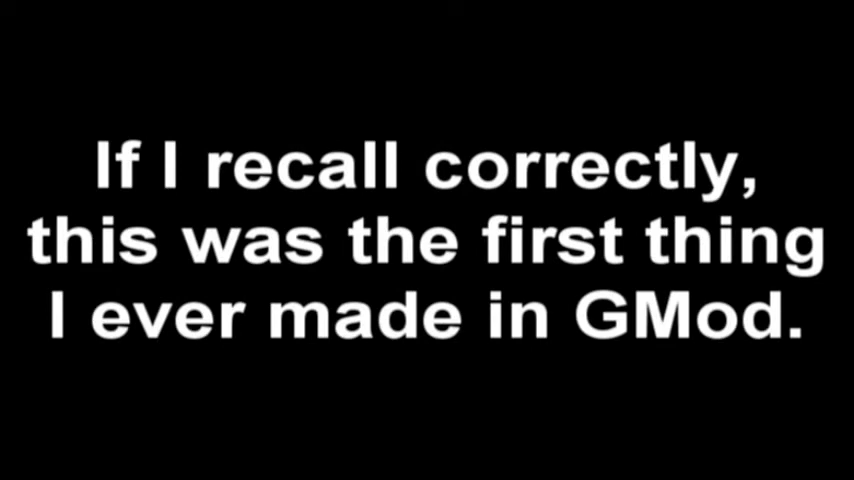 If I recall correctly,
this was the first thing
I ever made in GMod.